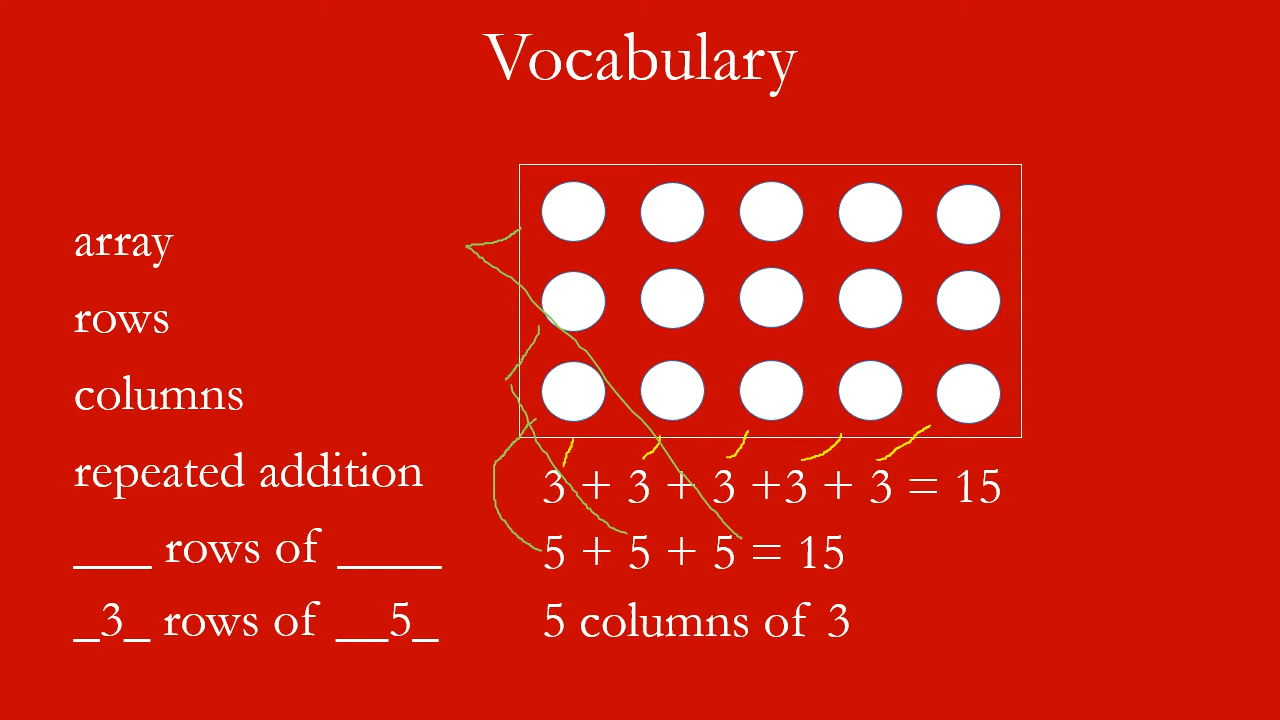 Vocabulary
array
rows
columns
repeated addition
___ rows of ____
_3_ rows of __5_
3 + 3 + 3 +3 + 3 = 15
5 + 5 + 5 = 15
5 columns of 3